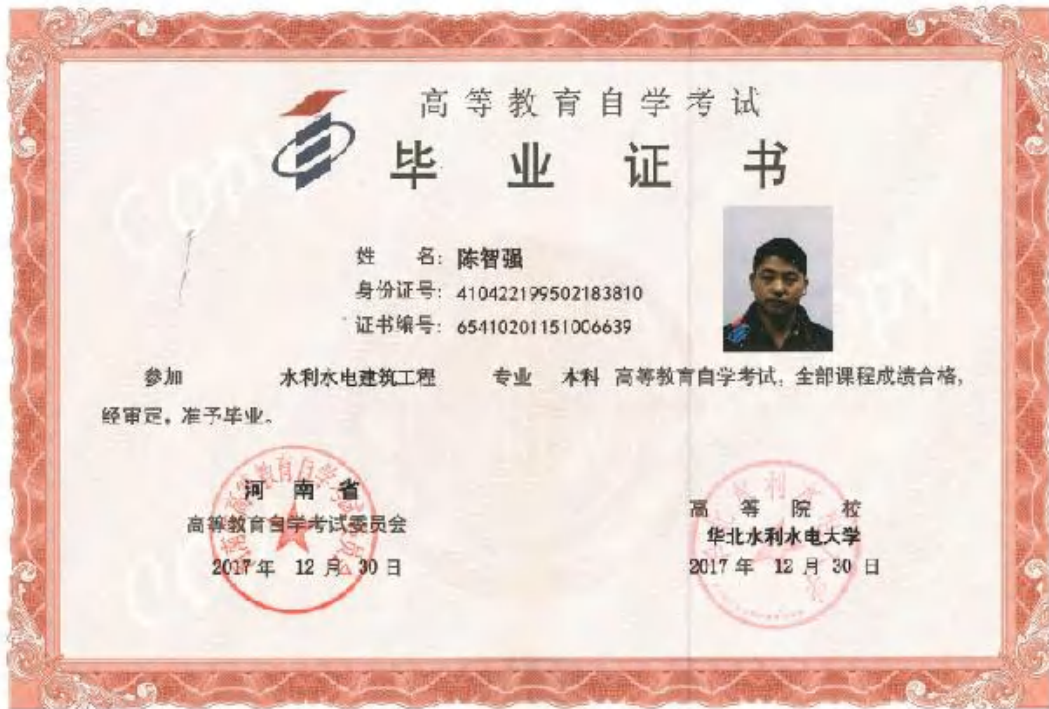 高等教育自学考试
毕业证书
姓 名：陈智强
身份证号：410422199502183810
证书编号：65410201151006639
参加 水利水电建筑工程 专业 本科 高等教育自学考试，全部课程成绩合格，
经审定，准予毕业。
河南省
高等教育自学考试委员会
2017年 12月 30日
高等院校
华北水利水电大学
2017年 12月 30日
Copy